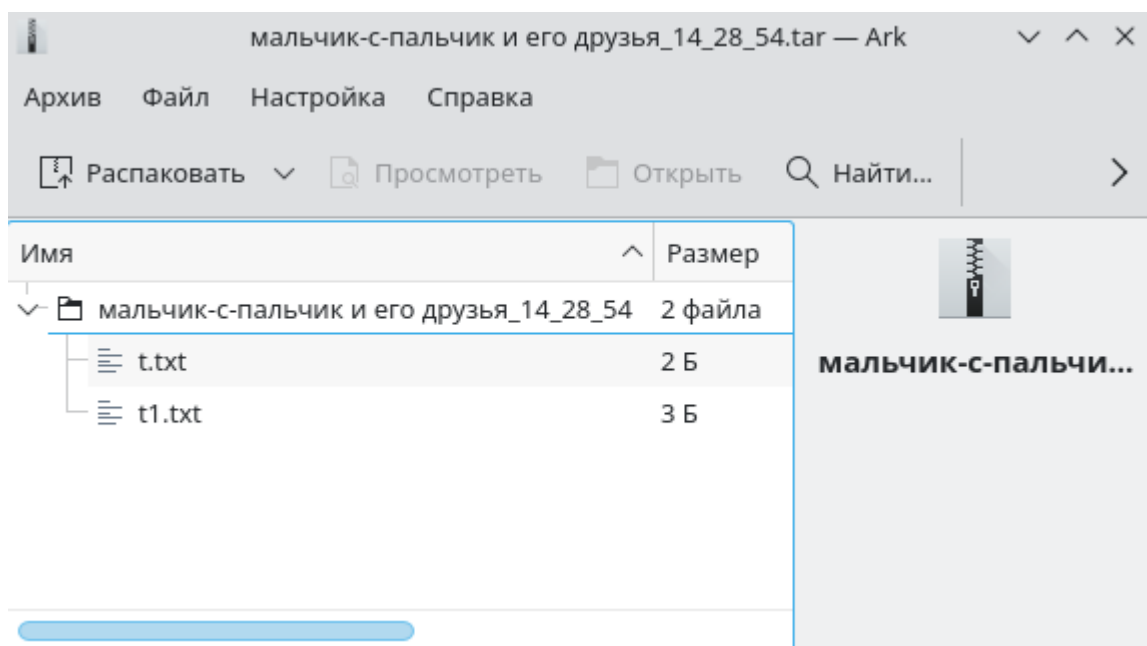 мальчик-с-пальчик и его друзья_14_28_54.tar — Ark
Архив Файл Настройка Справка
Распаковать Просмотреть Открыть Найти...
Имя Размер
мальчик-с-пальчик и его друзья_14_28_54 2 файла
t.txt 2 Б
мальчик-с-пальчи...
t1.txt 3 Б